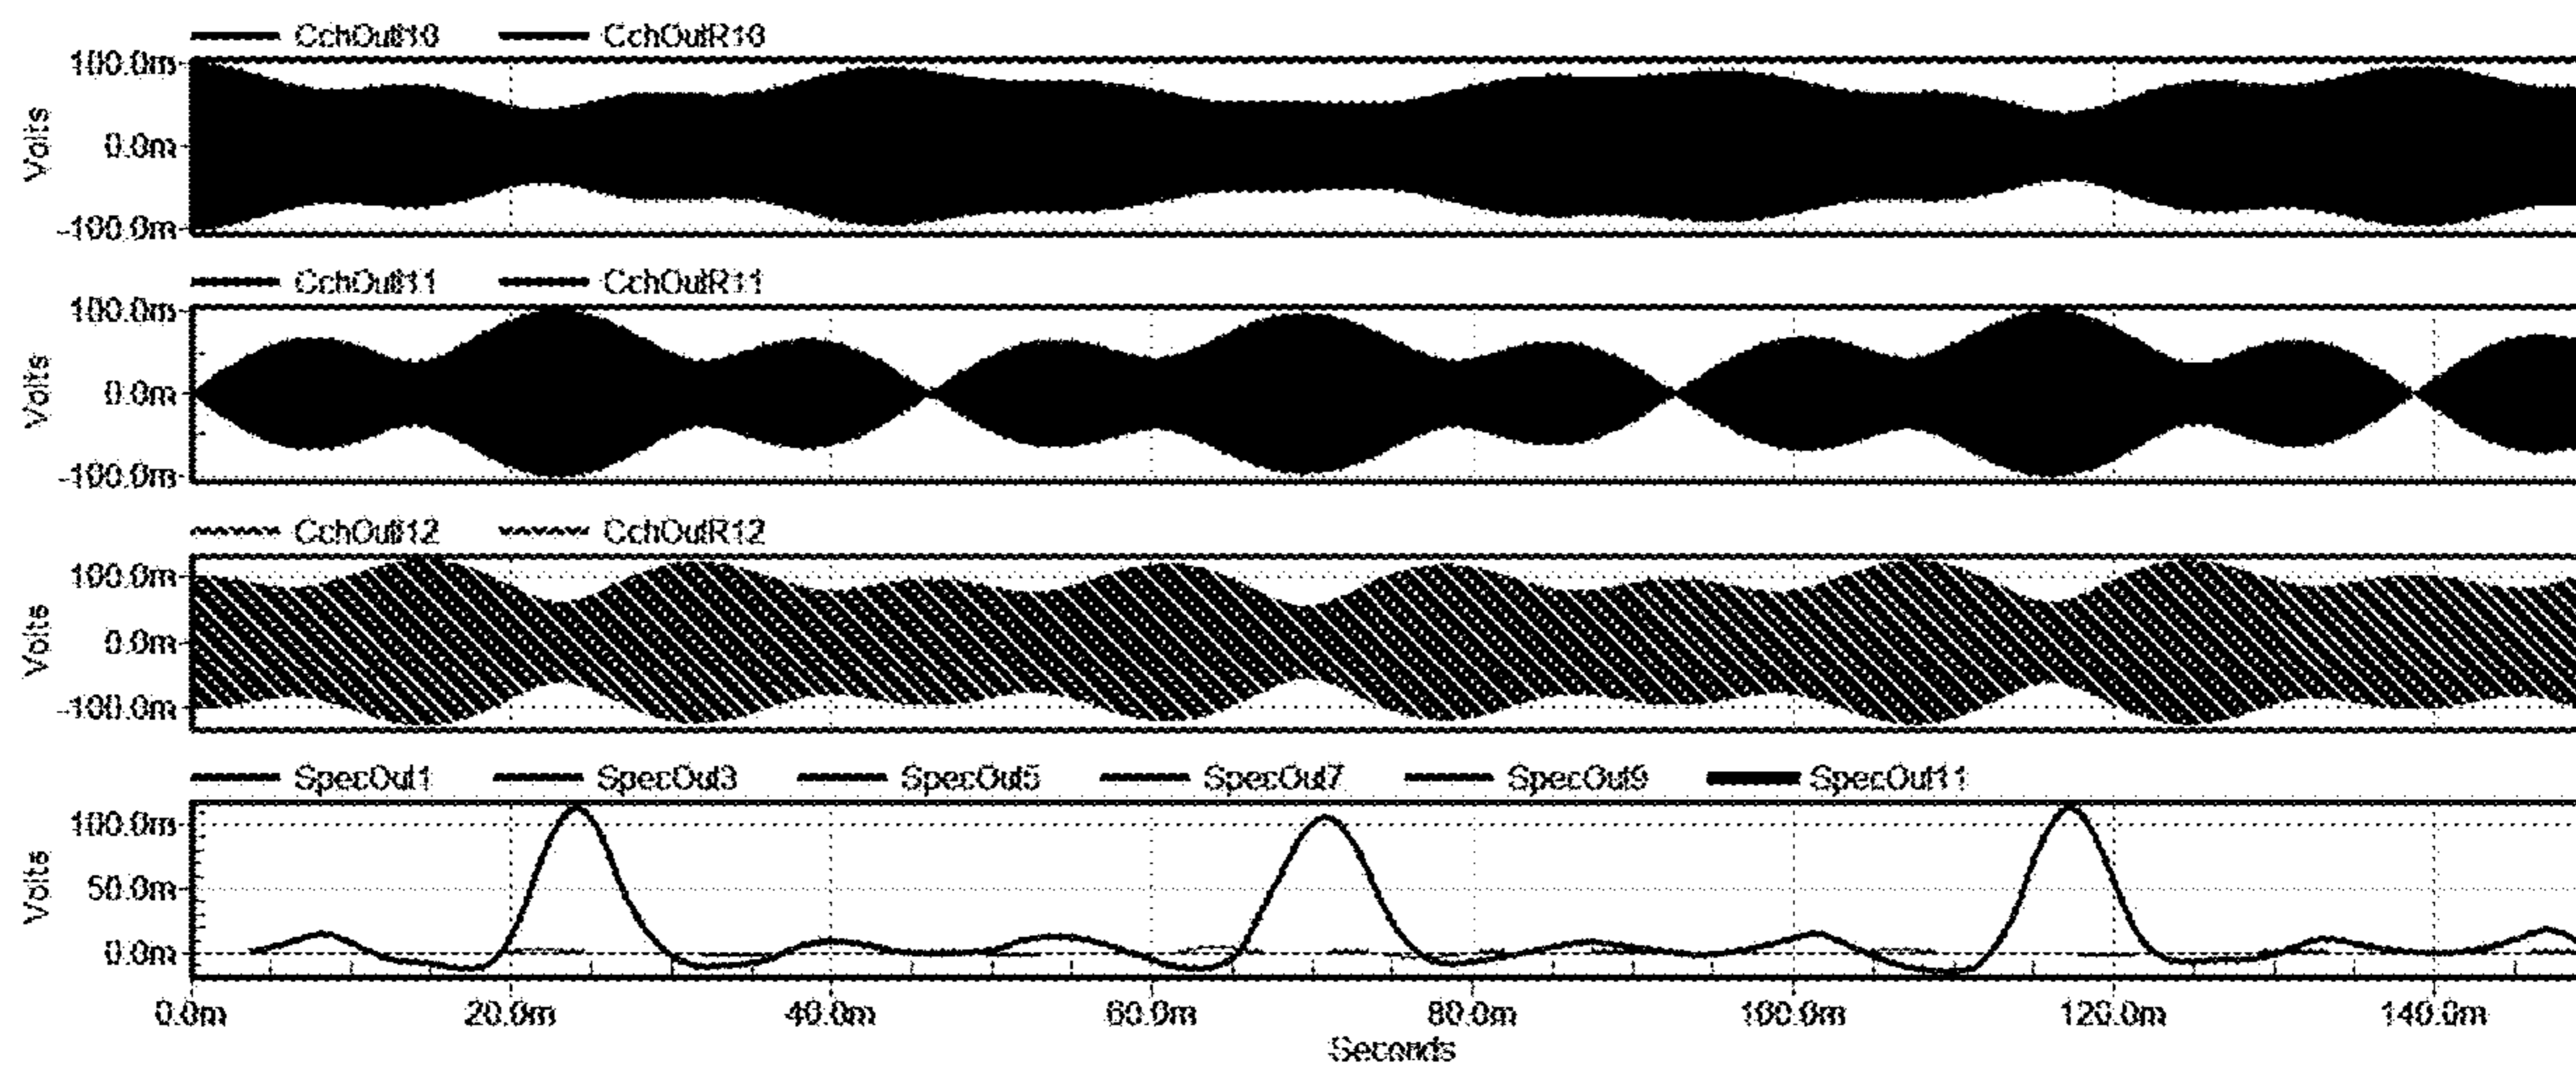 CchOutI10 CchOutR10
100.0m
Volts
0.0m
-100.0m
CchOutI11 CchOutR11
100.0m
Volts
0.0m
-100.0m
CchOutI12 CchOutR12
100.0m
Volts
0.0m
-100.0m
SpecOut1 SpecOut3 SpecOut5 SpecOut7 SpecOut9 SpecOut11
100.0m
Volts
50.0m
0.0m
0.0m 20.0m 40.0m 60.0m 80.0m 100.0m 120.0m 140.0m
Seconds